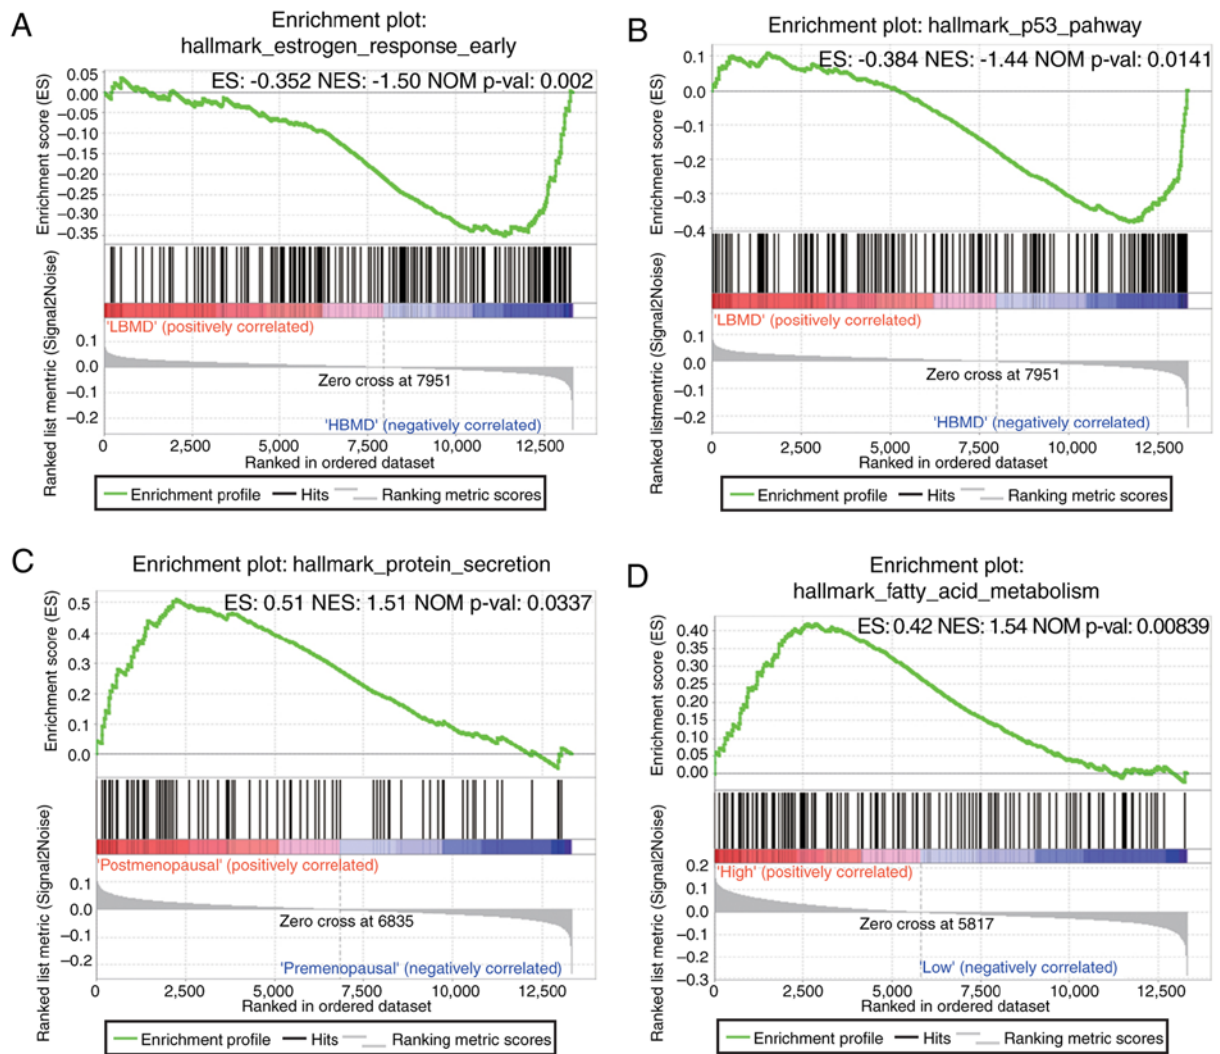 A
Enrichment plot:
hallmark_estrogen_response_early
ES: -0.352 NES: -1.50 NOM p-val: 0.002
Enrichment score (ES)
0.05
0.00
−0.05
−0.10
−0.15
−0.20
−0.25
−0.30
−0.35
'LBMD' (positively correlated)
Ranked list mentric (Signal2Noise)
0.1
0.0
−0.1
−0.2
Zero cross at 7951
'HBMD' (negatively correlated)
0 2,500 5,000 7,500 10,000 12,500
Ranked in ordered dataset
Enrichment profile Hits Ranking metric scores
B
Enrichment plot: hallmark_p53_pahway
ES: -0.384 NES: -1.44 NOM p-val: 0.0141
Enrichment score (ES)
0.1
0.0
−0.1
−0.2
−0.3
−0.4
'LBMD' (positively correlated)
Ranked listmentric (Signal2Noise)
0.1
0.0
−0.1
−0.2
Zero cross at 7951
'HBMD' (negatively correlated)
0 2,500 5,000 7,500 10,000 12,500
Ranked in ordered dataset
Enrichment profile Hits Ranking metric scores
C
Enrichment plot: hallmark_protein_secretion
ES: 0.51 NES: 1.51 NOM p-val: 0.0337
Enrichment score (ES)
0.5
0.4
0.3
0.2
0.1
0.0
'Postmenopausal' (positively correlated)
Ranked list metric (Signal2Noise)
0.1
0.0
−0.1
−0.2
Zero cross at 6835
'Premenopausal' (negatively correlated)
0 2,500 5,000 7,500 10,000 12,500
Ranked in ordered dataset
Enrichment profile Hits Ranking metric scores
D
Enrichment plot:
hallmark_fatty_acid_metabolism
ES: 0.42 NES: 1.54 NOM p-val: 0.00839
Enrichment score (ES)
0.40
0.35
0.30
0.25
0.20
0.15
0.10
0.05
0.00
'High' (positively correlated)
Ranked list metric (Signal2Noise)
0.2
0.1
0.0
−0.1
−0.2
−0.3
Zero cross at 5817
'Low' (negatively correlated)
0 2,500 5,000 7,500 10,000 12,500
Ranked in ordered dataset
Enrichment profile Hits Ranking metric scores